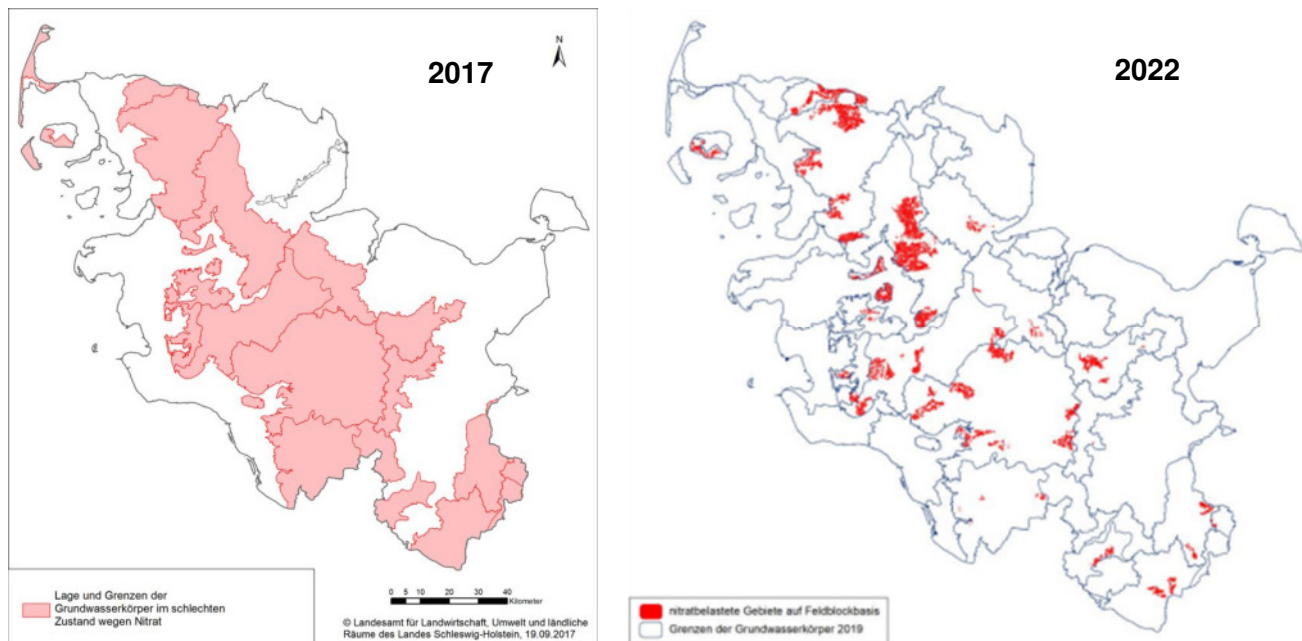 2017
N
Lage und Grenzen der
Grundwasserkörper im schlechten
Zustand wegen Nitrat
0 5 10 20 30 40
Kilometer
© Landesamt für Landwirtschaft, Umwelt und ländliche
Räume des Landes Schleswig-Holstein, 19.09.2017
2022
nitratbelastete Gebiete auf Feldblockbasis
Grenzen der Grundwasserkörper 2019